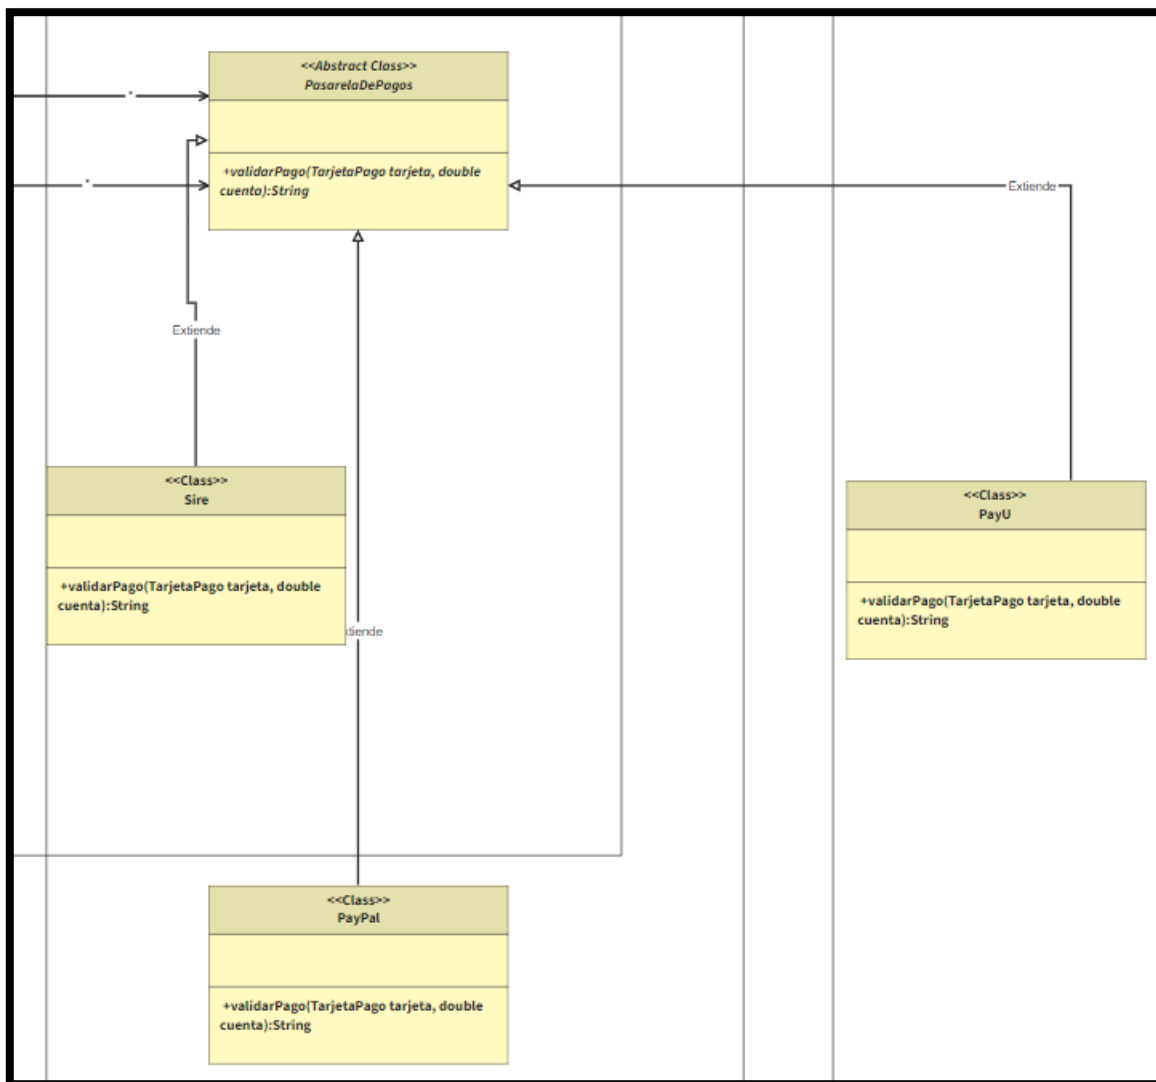 <<Abstract Class>>
PasarelaDePagos
*
+validarPago(TarjetaPago tarjeta, double
cuenta):String
*
Extiende
Extiende
<<Class>>
Sire
+validarPago(TarjetaPago tarjeta, double
cuenta):String
<<Class>>
PayU
+validarPago(TarjetaPago tarjeta, double
cuenta):String
xtiende
<<Class>>
PayPal
+validarPago(TarjetaPago tarjeta, double
cuenta):String